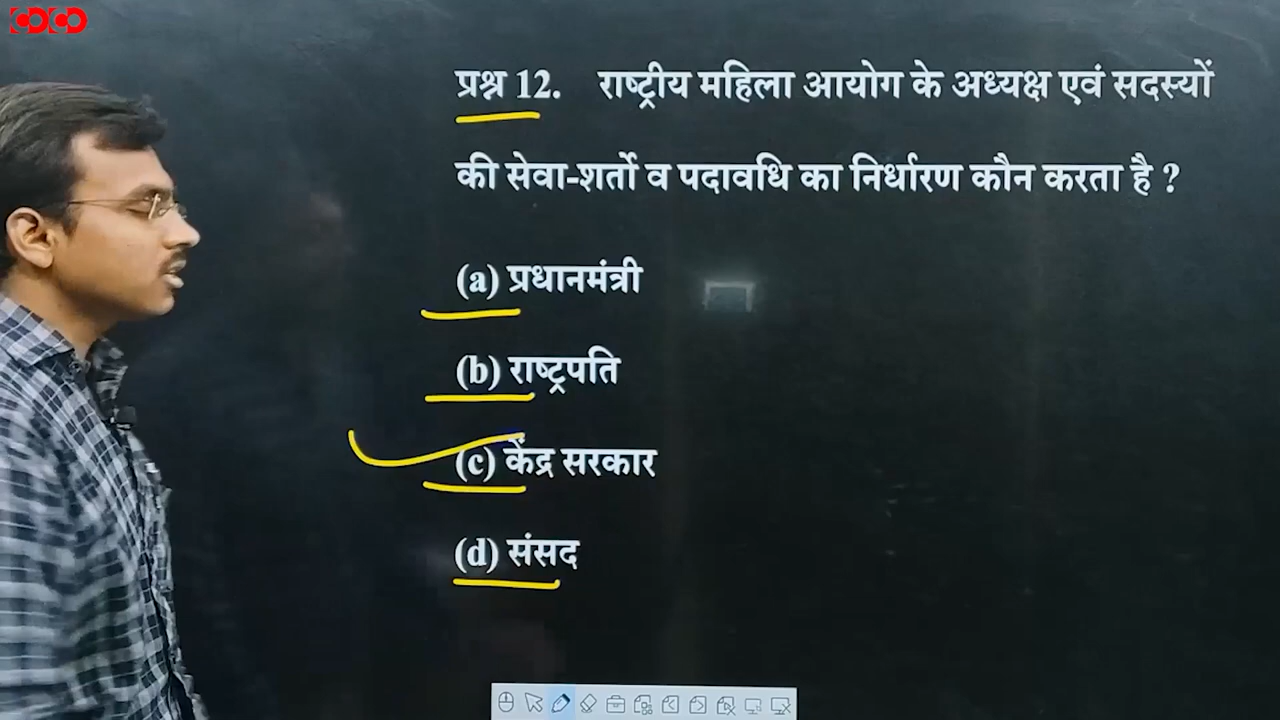 प्रश्न 12. राष्ट्रीय महिला आयोग के अध्यक्ष एवं सदस्यों
की सेवा-शर्तो व पदावधि का निर्धारण कौन करता है ?
(a) प्रधानमंत्री
(b) राष्ट्रपति
(c) केंद्र सरकार
(d) संसद